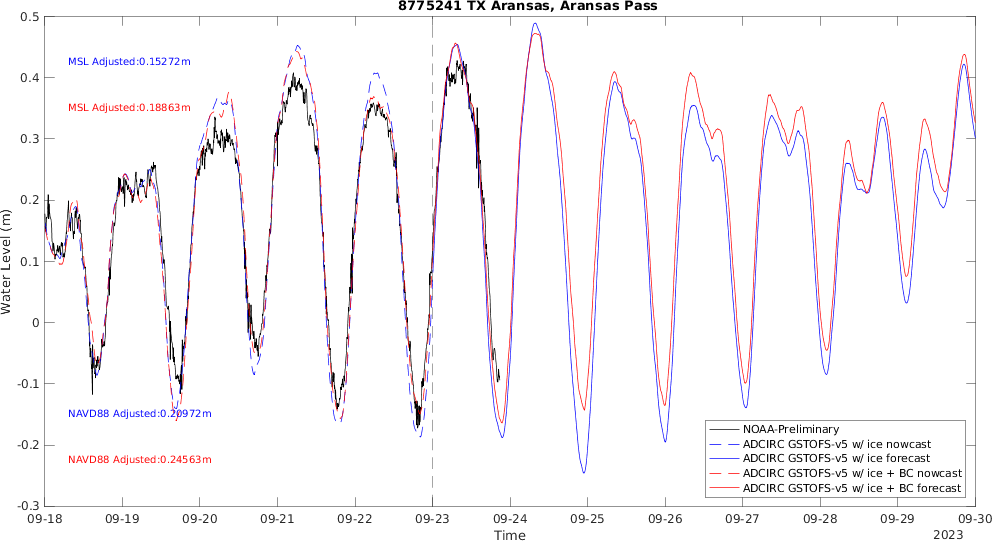 8775241 TX Aransas, Aransas Pass
0.5
0.4
0.3
0.2
0.1
0
-0.1
-0.2
-0.3
Water Level (m)
MSL Adjusted:0.15272m
MSL Adjusted:0.18863m
NAVD88 Adjusted:0.20972m
NAVD88 Adjusted:0.24563m
NOAA-Preliminary
ADCIRC GSTOFS-v5 w/ ice nowcast
ADCIRC GSTOFS-v5 w/ ice forecast
ADCIRC GSTOFS-v5 w/ ice + BC nowcast
ADCIRC GSTOFS-v5 w/ ice + BC forecast
09-18 09-19 09-20 09-21 09-22 09-23 09-24 09-25 09-26 09-27 09-28 09-29 09-30
Time
2023